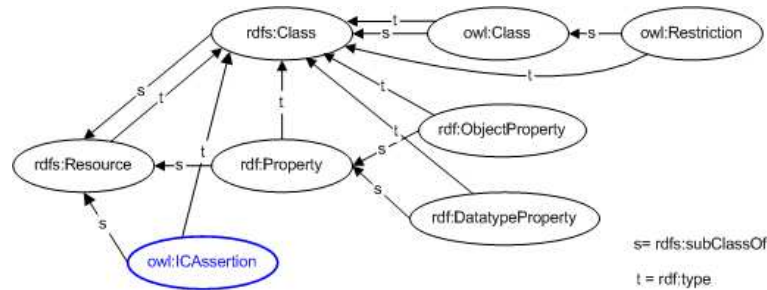 t
rdfs:Class
s
owl:Class
s
owl:Restriction
t
s
t
t
t
t
rdf:ObjectProperty
rdfs:Resource
s
rdf:Property
s
s
rdf:DatatypeProperty
s
owl:ICAssertion
s= rdfs:subClassOf
t = rdf:type